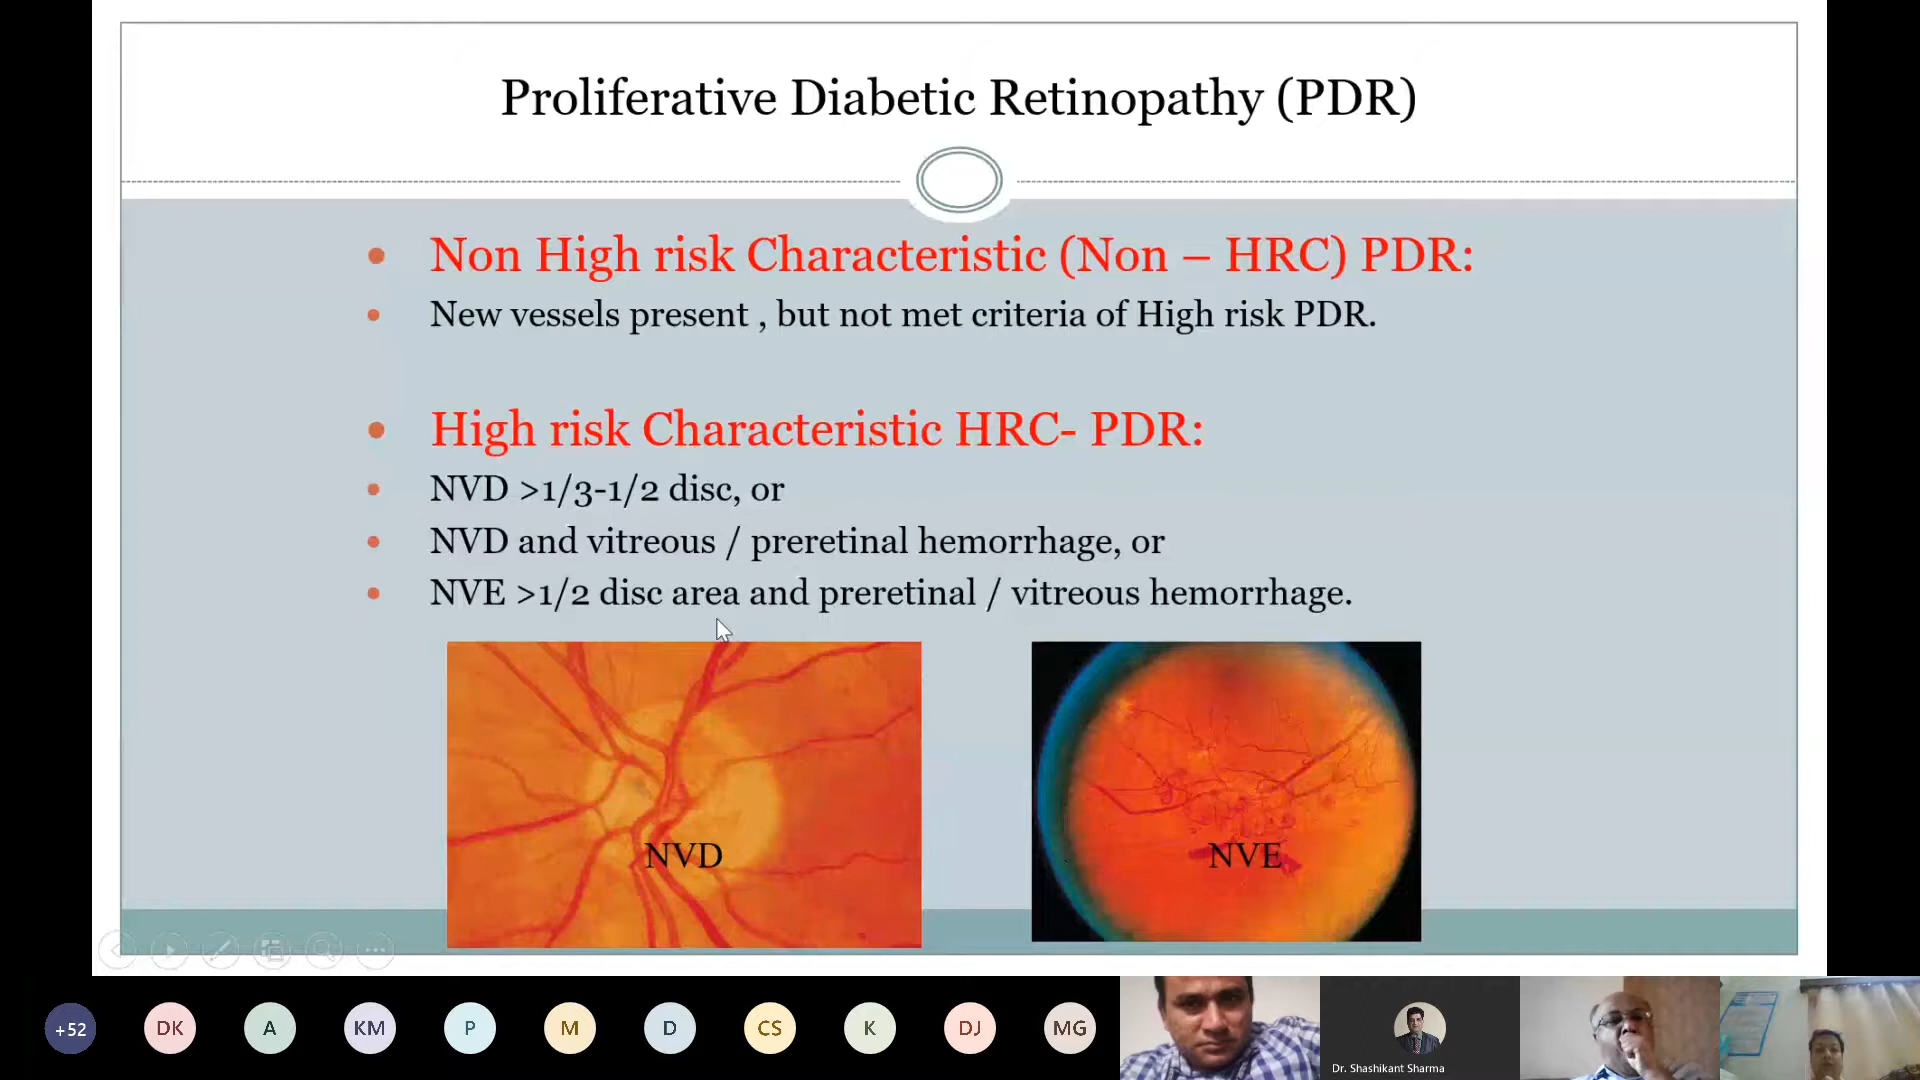 Proliferative Diabetic Retinopathy (PDR)
Non High risk Characteristic (Non – HRC) PDR:
New vessels present , but not met criteria of High risk PDR.
High risk Characteristic HRC- PDR:
NVD >1/3-1/2 disc, or
NVD and vitreous / preretinal hemorrhage, or
NVE >1/2 disc area and preretinal / vitreous hemorrhage.
NVD
NVE
+52
DK
A
KM
P
M
D
CS
K
DJ
MG
Dr. Shashikant Sharma